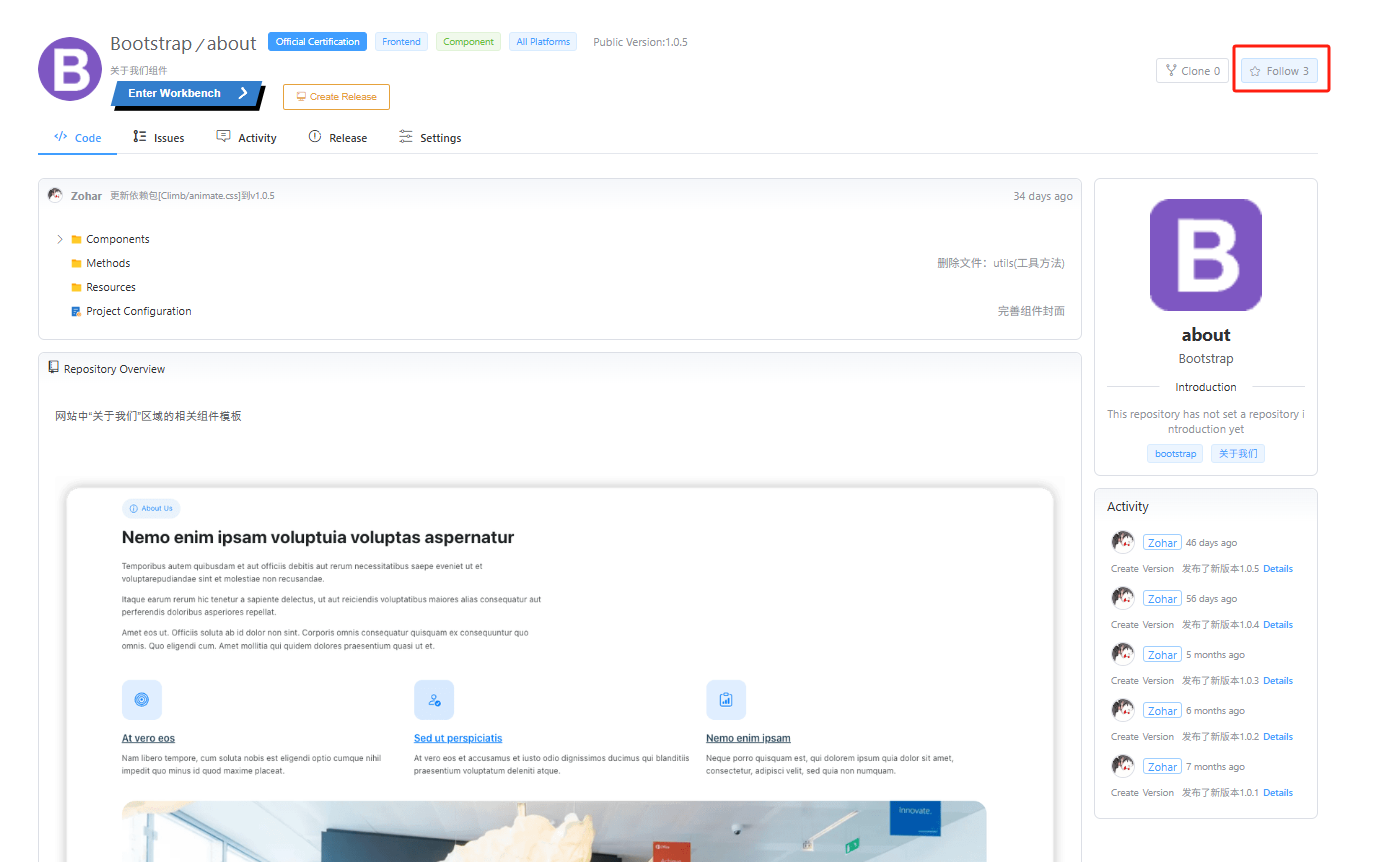 B
Bootstrap / about
Official Certification
Frontend
Component
All Platforms
Public Version:1.0.5
关于我们组件
Enter Workbench
Create Release
Clone 0
Follow 3
Code
Issues
Activity
Release
Settings
Zohar 更新依赖包[Climb/animate.css]到v1.0.5
34 days ago
Components
Methods
删除文件：utils(工具方法)
Resources
Project Configuration
完善组件封面
Repository Overview
网站中“关于我们”区域的相关组件模板
About Us
Nemo enim ipsam voluptuia voluptas aspernatur
Temporibus autem quibusdam et aut officiis debitis aut rerum necessitatibus saepe eveniet ut et
voluptarepudiandae sint et molestiae non recusandae.
Itaque earum rerum hic tenetur a sapiente delectus, ut aut reiciendis voluptatibus maiores alias consequatur aut
perferendis doloribus asperiores repellat.
Amet eos ut. Officiis soluta ab id dolor non sint. Corporis omnis consequatur quisquam ex consequuntur quo
omnis. Quo eligendi cum. Amet mollitia qui quidem dolores praesentium quasi ut et.
At vero eos
Nam libero tempore, cum soluta nobis est eligendi optio cumque nihil
impedit quo minus id quod maxime placeat.
Sed ut perspiciatis
At vero eos et accusamus et iusto odio dignissimos ducimus qui blanditiis
praesentium voluptatum deleniti atque.
Nemo enim ipsam
Neque porro quisquam est, qui dolorem ipsum quia dolor sit amet,
consectetur, adipisci velit, sed quia non numquam.
Innovate.
Office
B
about
Bootstrap
Introduction
This repository has not set a repository i
ntroduction yet
bootstrap
关于我们
Activity
Zohar 46 days ago
Create Version 发布了新版本1.0.5 Details
Zohar 56 days ago
Create Version 发布了新版本1.0.4 Details
Zohar 5 months ago
Create Version 发布了新版本1.0.3 Details
Zohar 6 months ago
Create Version 发布了新版本1.0.2 Details
Zohar 7 months ago
Create Version 发布了新版本1.0.1 Details